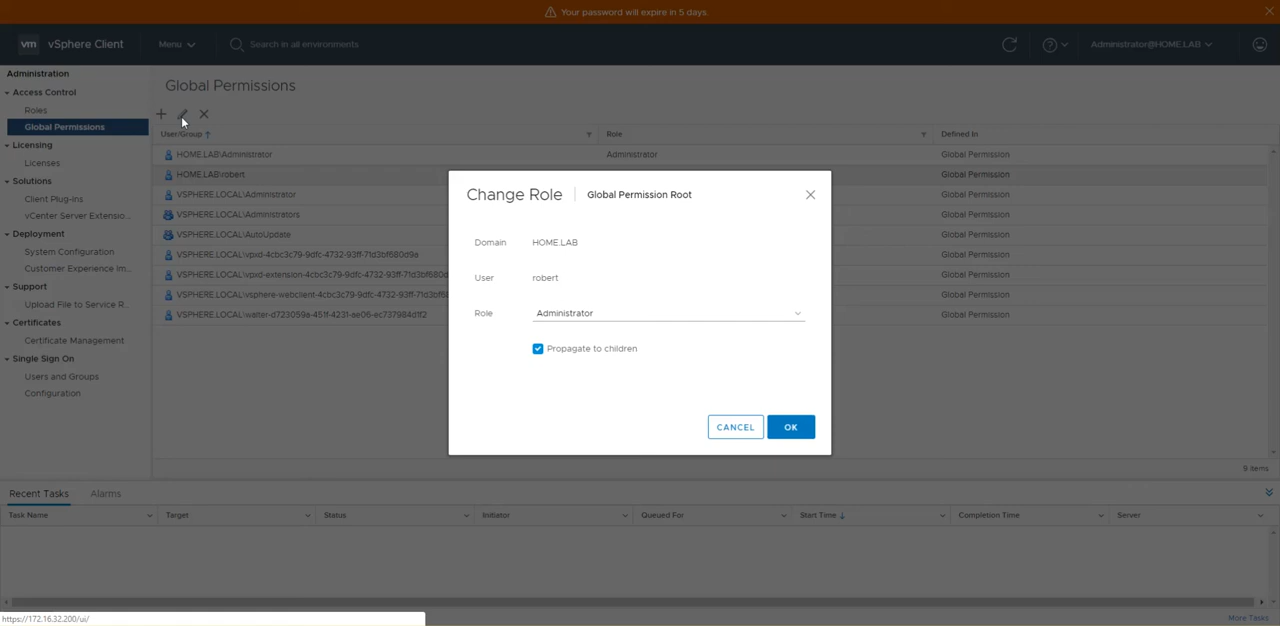 Your password will expire in 5 days.
vm vSphere Client Menu Search in all environments Administrator@HOME.LAB
Administration
Access Control
Roles
Global Permissions
Licensing
Licenses
Solutions
Client Plug-Ins
vCenter Server Extensio...
Deployment
System Configuration
Customer Experience Im...
Support
Upload File to Service R...
Certificates
Certificate Management
Single Sign On
Users and Groups
Configuration
Global Permissions
User/Group Role Defined In
HOME.LAB\Administrator Administrator Global Permission
HOME.LAB\robert Global Permission
VSPHERE.LOCAL\Administrator Global Permission
VSPHERE.LOCAL\Administrators Global Permission
VSPHERE.LOCAL\AutoUpdate Global Permission
VSPHERE.LOCAL\vpxd-4cbc3c79-9dfc-4732-93ff-71d3bf680d9a Global Permission
VSPHERE.LOCAL\vpxd-extension-4cbc3c79-9dfc-4732-93ff-71d3bf680d Global Permission
VSPHERE.LOCAL\vsphere-webclient-4cbc3c79-9dfc-4732-93ff-71d3bf6 Global Permission
VSPHERE.LOCAL\waiter-d723059a-451f-4231-ae06-ec737984d1f2 Global Permission
9 items
Change Role Global Permission Root
Domain HOME.LAB
User robert
Role Administrator
Propagate to children
CANCEL OK
Recent Tasks Alarms
Task Name Target Status Initiator Queued For Start Time Completion Time Server
https://172.16.32.200/ui/
More Tasks